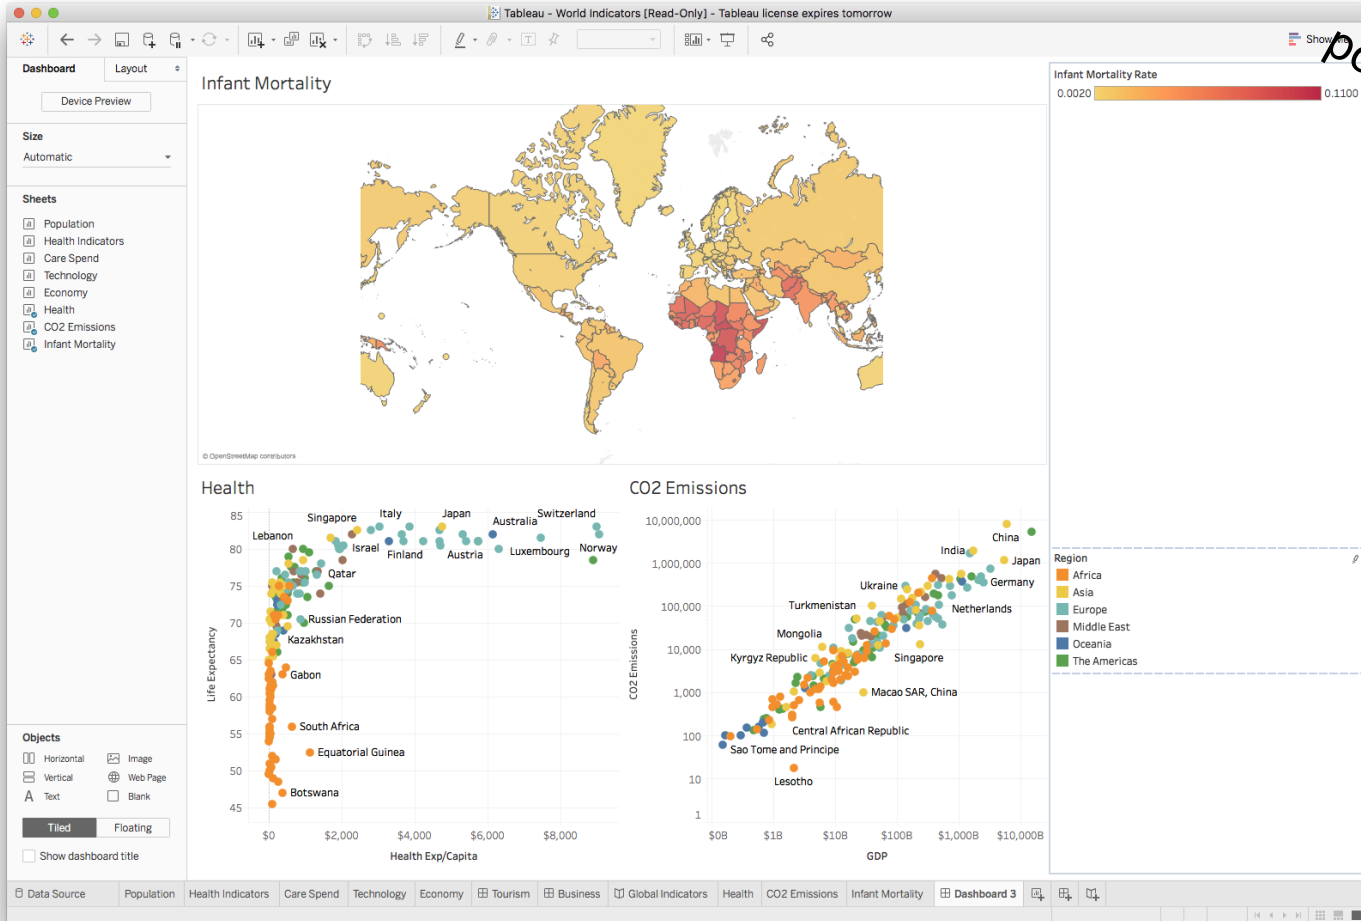 Tableau - World Indicators [Read-Only] - Tableau license expires tomorrow
Dashboard
Layout
Device Preview
Size
Automatic
Sheets
Population
Health Indicators
Care Spend
Technology
Economy
Health
CO2 Emissions
Infant Mortality
Objects
Horizontal Image
Vertical Web Page
Text Blank
Tiled Floating
Show dashboard title
Infant Mortality
© OpenStreetMap contributors
Health
85
80
75
70
65
60
55
50
45
Life Expectancy
Singapore
Italy
Japan
Switzerland
Australia
Lebanon
Israel
Finland
Austria
Luxembourg
Norway
Qatar
Russian Federation
Kazakhstan
Gabon
South Africa
Equatorial Guinea
Botswana
$0 $2,000 $4,000 $6,000 $8,000
Health Exp/Capita
CO2 Emissions
10,000,000
1,000,000
100,000
10,000
1,000
100
10
1
CO2 Emissions
China
India
Japan
Ukraine
Germany
Turkmenistan
Netherlands
Mongolia
Kyrgyz Republic
Singapore
Macao SAR, China
Central African Republic
Sao Tome and Principe
Lesotho
$0B $1B $10B $100B $1,000B $10,000B
GDP
Show
Infant Mortality Rate
0.0020 0.1100
Region
Africa
Asia
Europe
Middle East
Oceania
The Americas
Data Source Population Health Indicators Care Spend Technology Economy Tourism Business Global Indicators Health CO2 Emissions Infant Mortality Dashboard 3